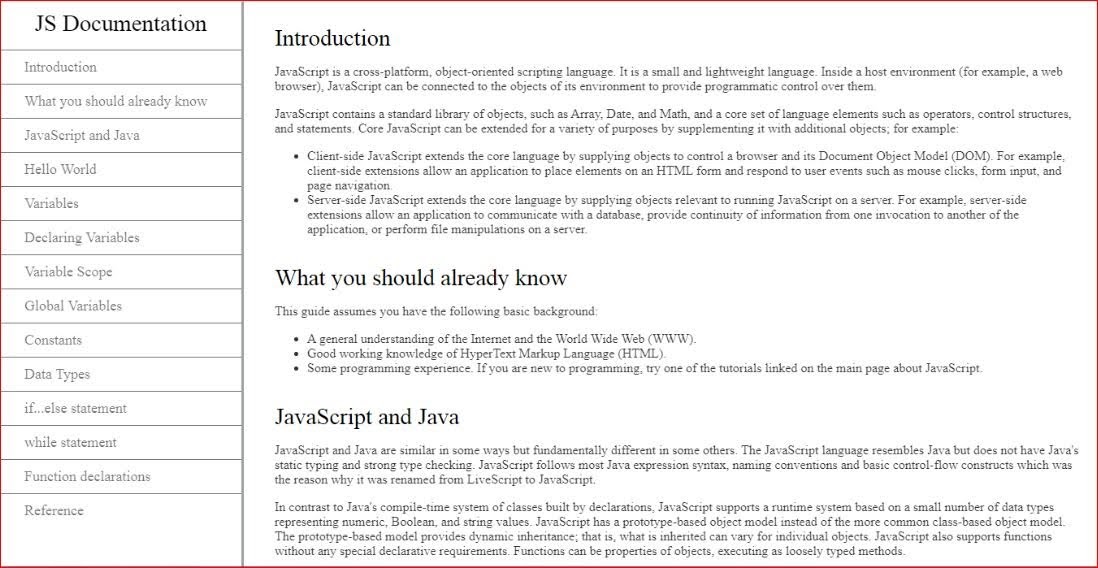 JS Documentation
Introduction
What you should already know
JavaScript and Java
Hello World
Variables
Declaring Variables
Variable Scope
Global Variables
Constants
Data Types
if...else statement
while statement
Function declarations
Reference
Introduction
JavaScript is a cross-platform, object-oriented scripting language. It is a small and lightweight language. Inside a host environment (for example, a web
browser), JavaScript can be connected to the objects of its environment to provide programmatic control over them.
JavaScript contains a standard library of objects, such as Array, Date, and Math, and a core set of language elements such as operators, control structures,
and statements. Core JavaScript can be extended for a variety of purposes by supplementing it with additional objects; for example:
• Client-side JavaScript extends the core language by supplying objects to control a browser and its Document Object Model (DOM). For example,
client-side extensions allow an application to place elements on an HTML form and respond to user events such as mouse clicks, form input, and
page navigation.
• Server-side JavaScript extends the core language by supplying objects relevant to running JavaScript on a server. For example, server-side
extensions allow an application to communicate with a database, provide continuity of information from one invocation to another of the
application, or perform file manipulations on a server.
What you should already know
This guide assumes you have the following basic background:
• A general understanding of the Internet and the World Wide Web (WWW).
• Good working knowledge of HyperText Markup Language (HTML).
• Some programming experience. If you are new to programming, try one of the tutorials linked on the main page about JavaScript.
JavaScript and Java
JavaScript and Java are similar in some ways but fundamentally different in some others. The JavaScript language resembles Java but does not have Java's
static typing and strong type checking. JavaScript follows most Java expression syntax, naming conventions and basic control-flow constructs which was
the reason why it was renamed from LiveScript to JavaScript.
In contrast to Java's compile-time system of classes built by declarations, JavaScript supports a runtime system based on a small number of data types
representing numeric, Boolean, and string values. JavaScript has a prototype-based object model instead of the more common class-based object model.
The prototype-based model provides dynamic inheritance; that is, what is inherited can vary for individual objects. JavaScript also supports functions
without any special declarative requirements. Functions can be properties of objects, executing as loosely typed methods.